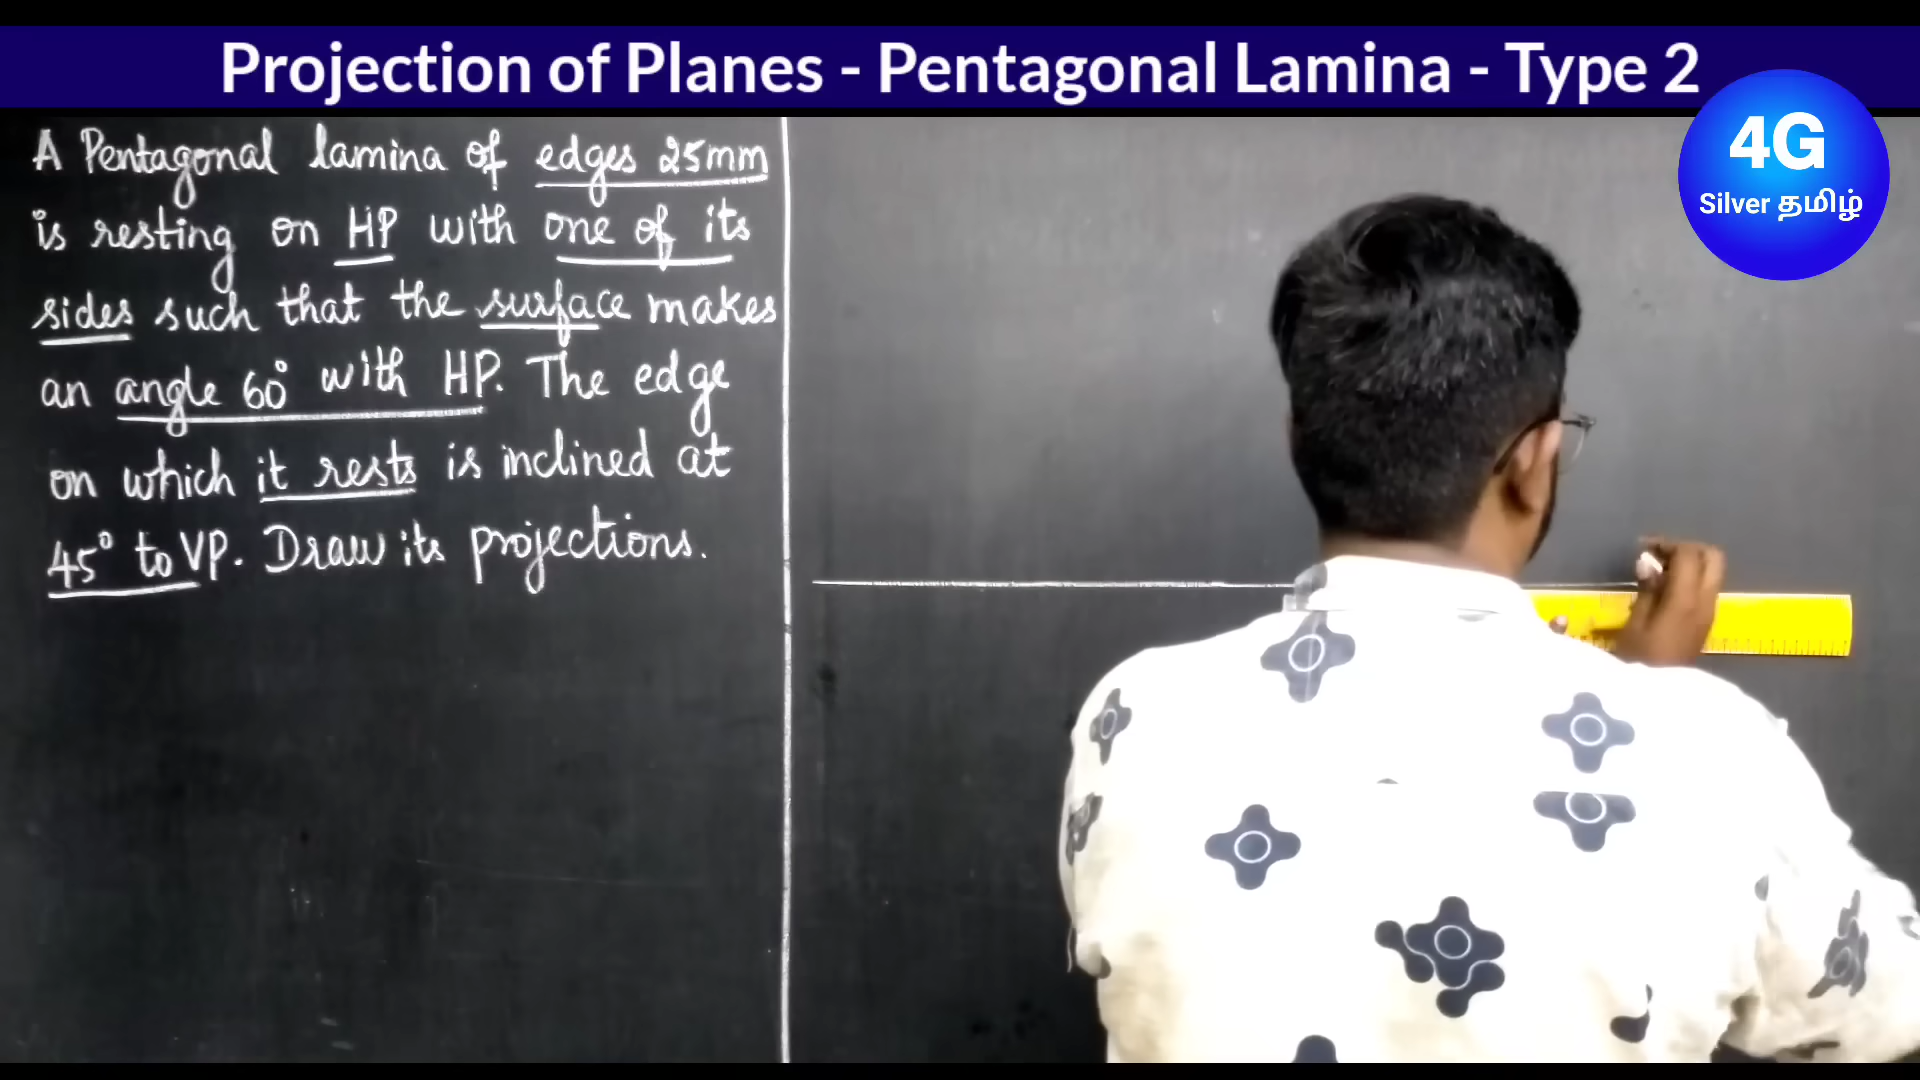 Projection of Planes - Pentagonal Lamina - Type 2
4G
Silver தமிழ்
A Pentagonal lamina of edges 25mm
is resting on HP with one of its
sides such that the surface makes
an angle 60° with HP. The edge
on which it rests is inclined at
45° to VP. Draw its projections.